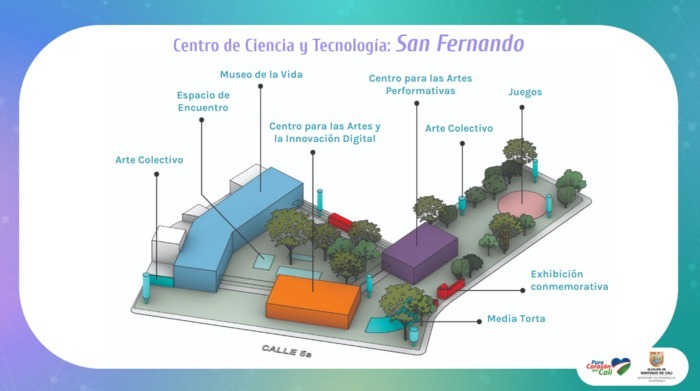 Centro de Ciencia y Tecnología: San Fernando
Museo de la Vida
Espacio de
Encuentro
Centro para las Artes y
la Innovación Digital
Centro para las Artes
Performativas
Juegos
Arte Colectivo
Arte Colectivo
Exhibición
conmemorativa
Media Torta
CALLE 5a
Puro
Corazón
por
Cali
ALCALDÍA DE
SANTIAGO DE CALI